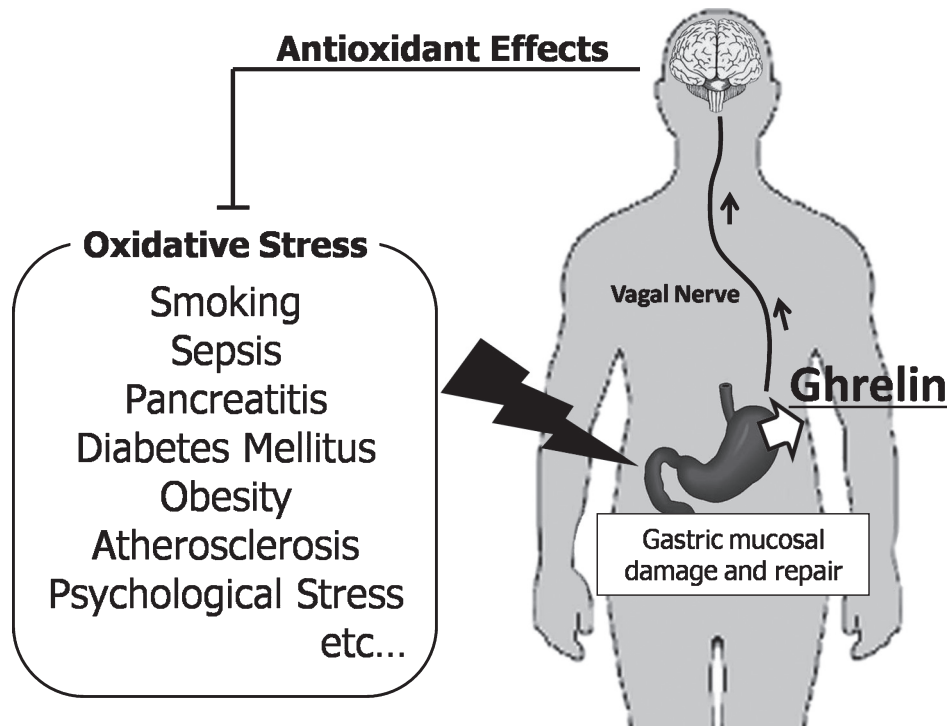 Antioxidant Effects
Oxidative Stress
Smoking
Sepsis
Pancreatitis
Diabetes Mellitus
Obesity
Atherosclerosis
Psychological Stress
etc...
Vagal Nerve
Ghrelin
Gastric mucosal
damage and repair